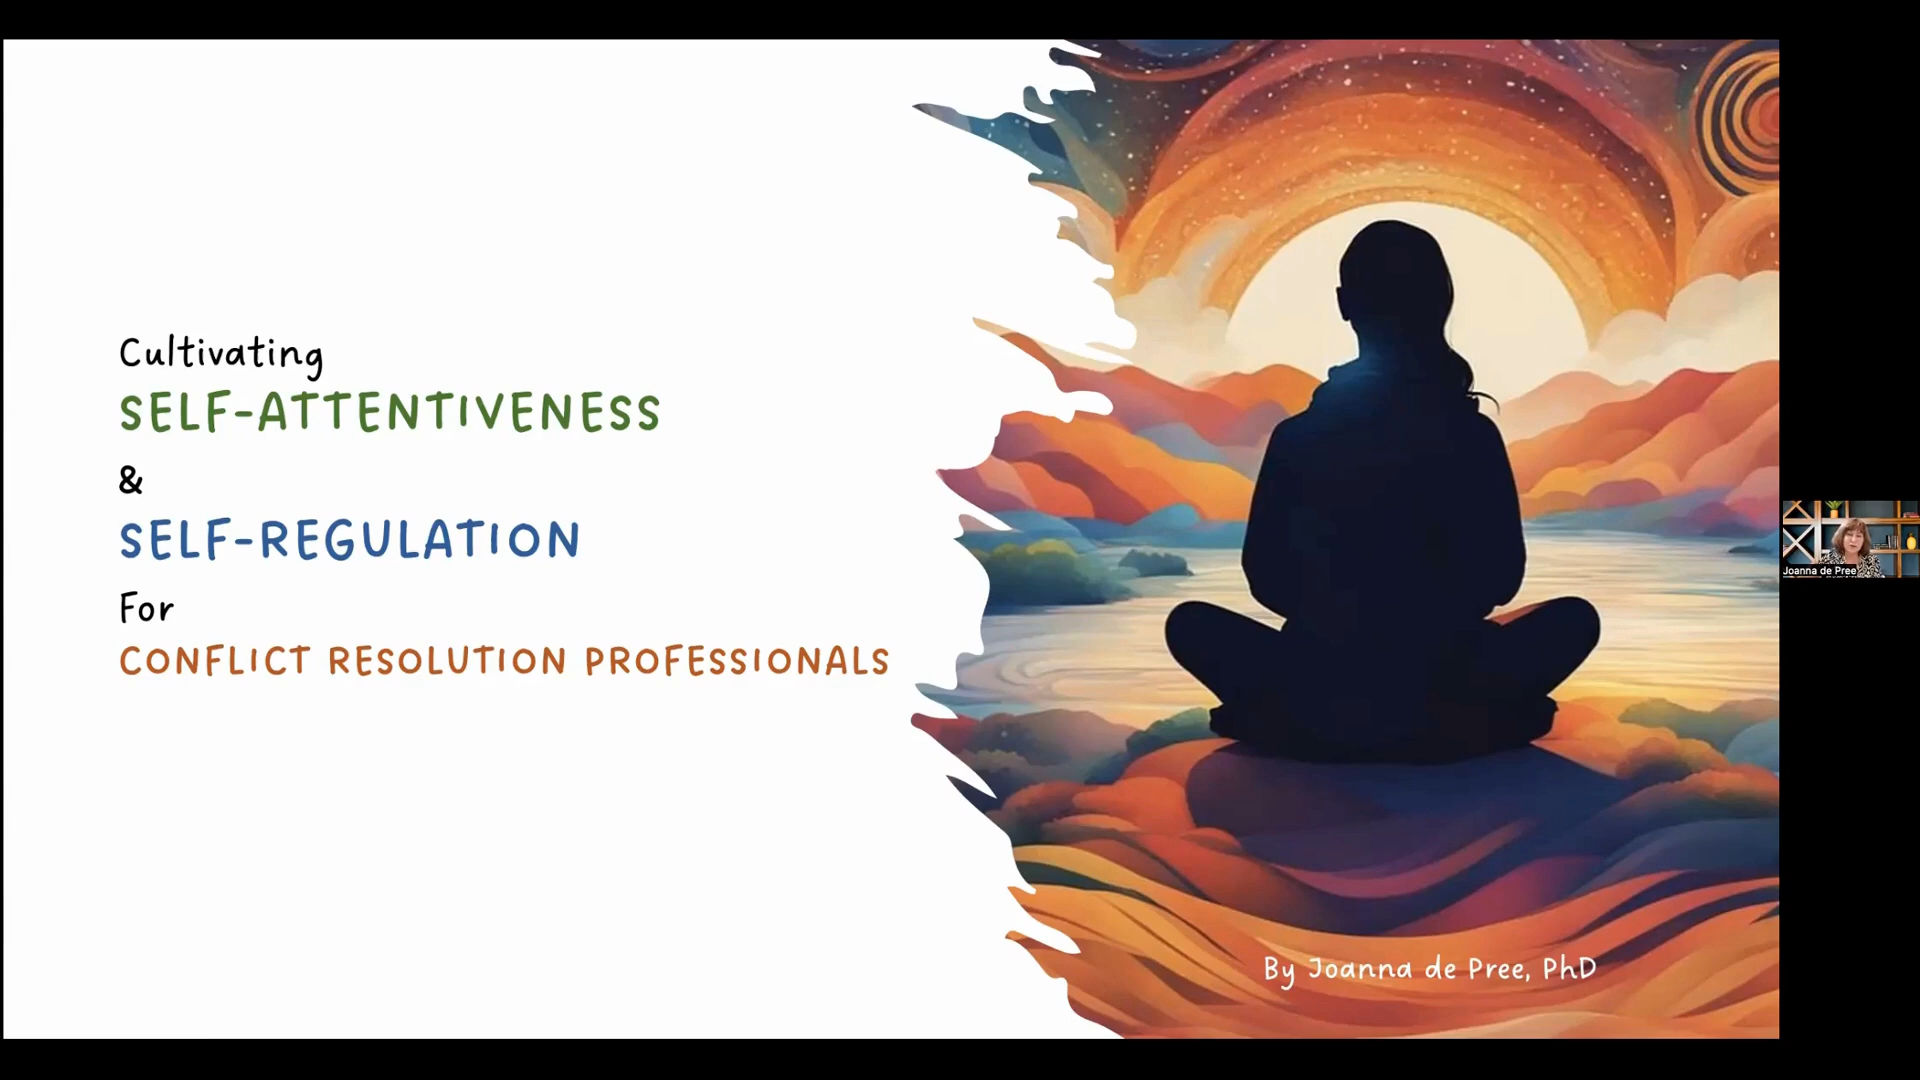 Cultivating
SELF-ATTENTIVENESS
&
SELF-REGULATION
For
CONFLICT RESOLUTION PROFESSIONALS
By Joanna de Pree, PhD
Joanna de Pree